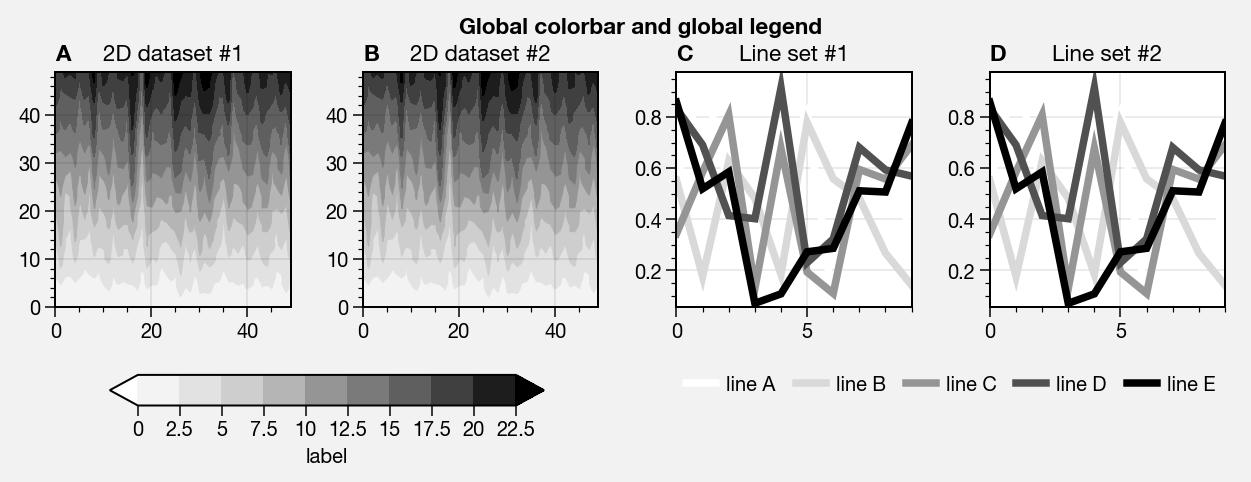 Global colorbar and global legend
A 2D dataset #1
B 2D dataset #2
C Line set #1
D Line set #2
40
30
20
10
0
0 20 40
40
30
20
10
0
0 20 40
0.8
0.6
0.4
0.2
0 5
0.8
0.6
0.4
0.2
0 5
0 2.5 5 7.5 10 12.5 15 17.5 20 22.5
label
line A line B line C line D line E